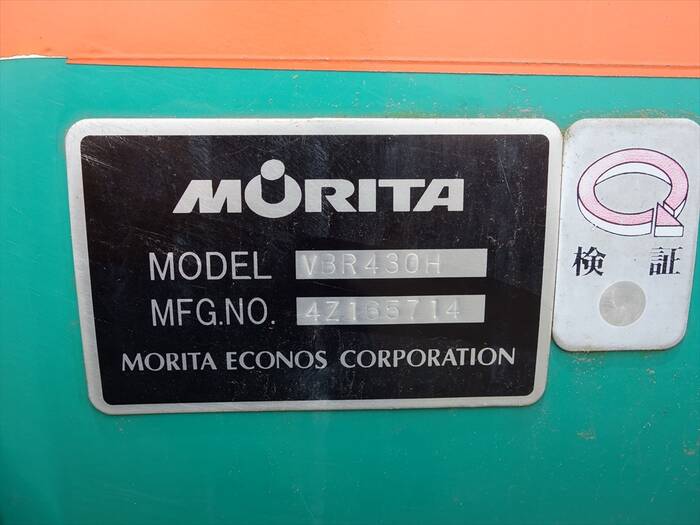 MORITA
MODEL VBR430H
MFG.NO. 4Z165714
MORITA ECONOS CORPORATION
検 証